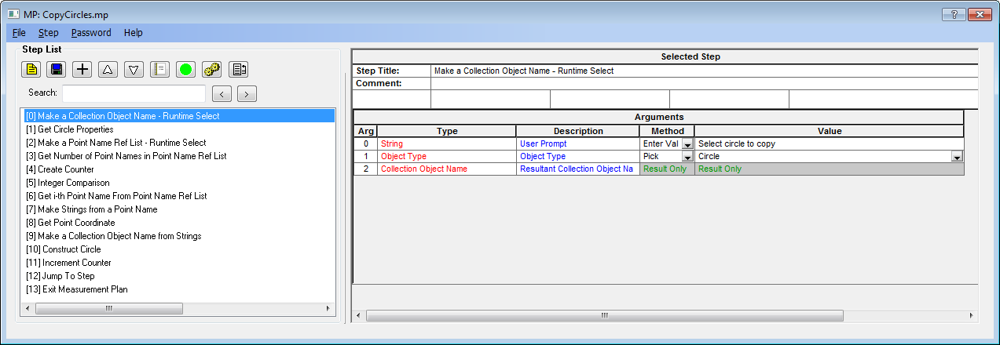 MP: CopyCircles.mp
File Step Password Help
Step List
Search:
< >
[0] Make a Collection Object Name - Runtime Select
[1] Get Circle Properties
[2] Make a Point Name Ref List - Runtime Select
[3] Get Number of Point Names in Point Name Ref List
[4] Create Counter
[5] Integer Comparison
[6] Get i-th Point Name From Point Name Ref List
[7] Make Strings from a Point Name
[8] Get Point Coordinate
[9] Make a Collection Object Name from Strings
[10] Construct Circle
[11] Increment Counter
[12] Jump To Step
[13] Exit Measurement Plan
Selected Step
Step Title: Make a Collection Object Name - Runtime Select
Comment:
Arguments
Arg Type Description Method Value
0 String User Prompt Enter Val Select circle to copy
1 Object Type Object Type Pick Circle
2 Collection Object Name Resultant Collection Object Na Result Only Result Only